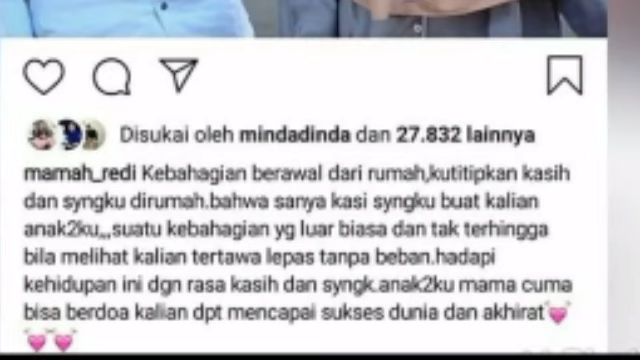 Disukai oleh mindadinda dan 27.832 lainnya
mamah_redi Kebahagian berawal dari rumah,kutitipkan kasih
dan syngku dirumah.bahwa sanya kasi syngku buat kalian
anak2ku,,,suatu kebahagian yg luar biasa dan tak terhingga
bila melihat kalian tertawa lepas tanpa beban.hadapi
kehidupan ini dgn rasa kasih dan syngk.anak2ku mama cuma
bisa berdoa kalian dpt mencapai sukses dunia dan akhirat💓
💓💓